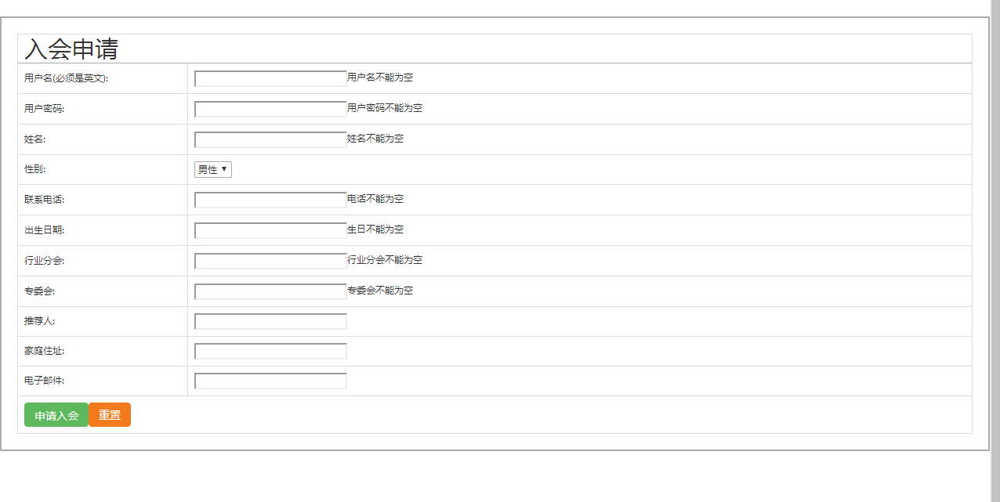 入会申请
用户名(必须是英文): 用户名不能为空
用户密码: 用户密码不能为空
姓名: 姓名不能为空
性别: 男性
联系电话: 电话不能为空
出生日期: 生日不能为空
行业分会: 行业分会不能为空
专委会: 专委会不能为空
推荐人:
家庭住址:
电子邮件:
申请入会 重置